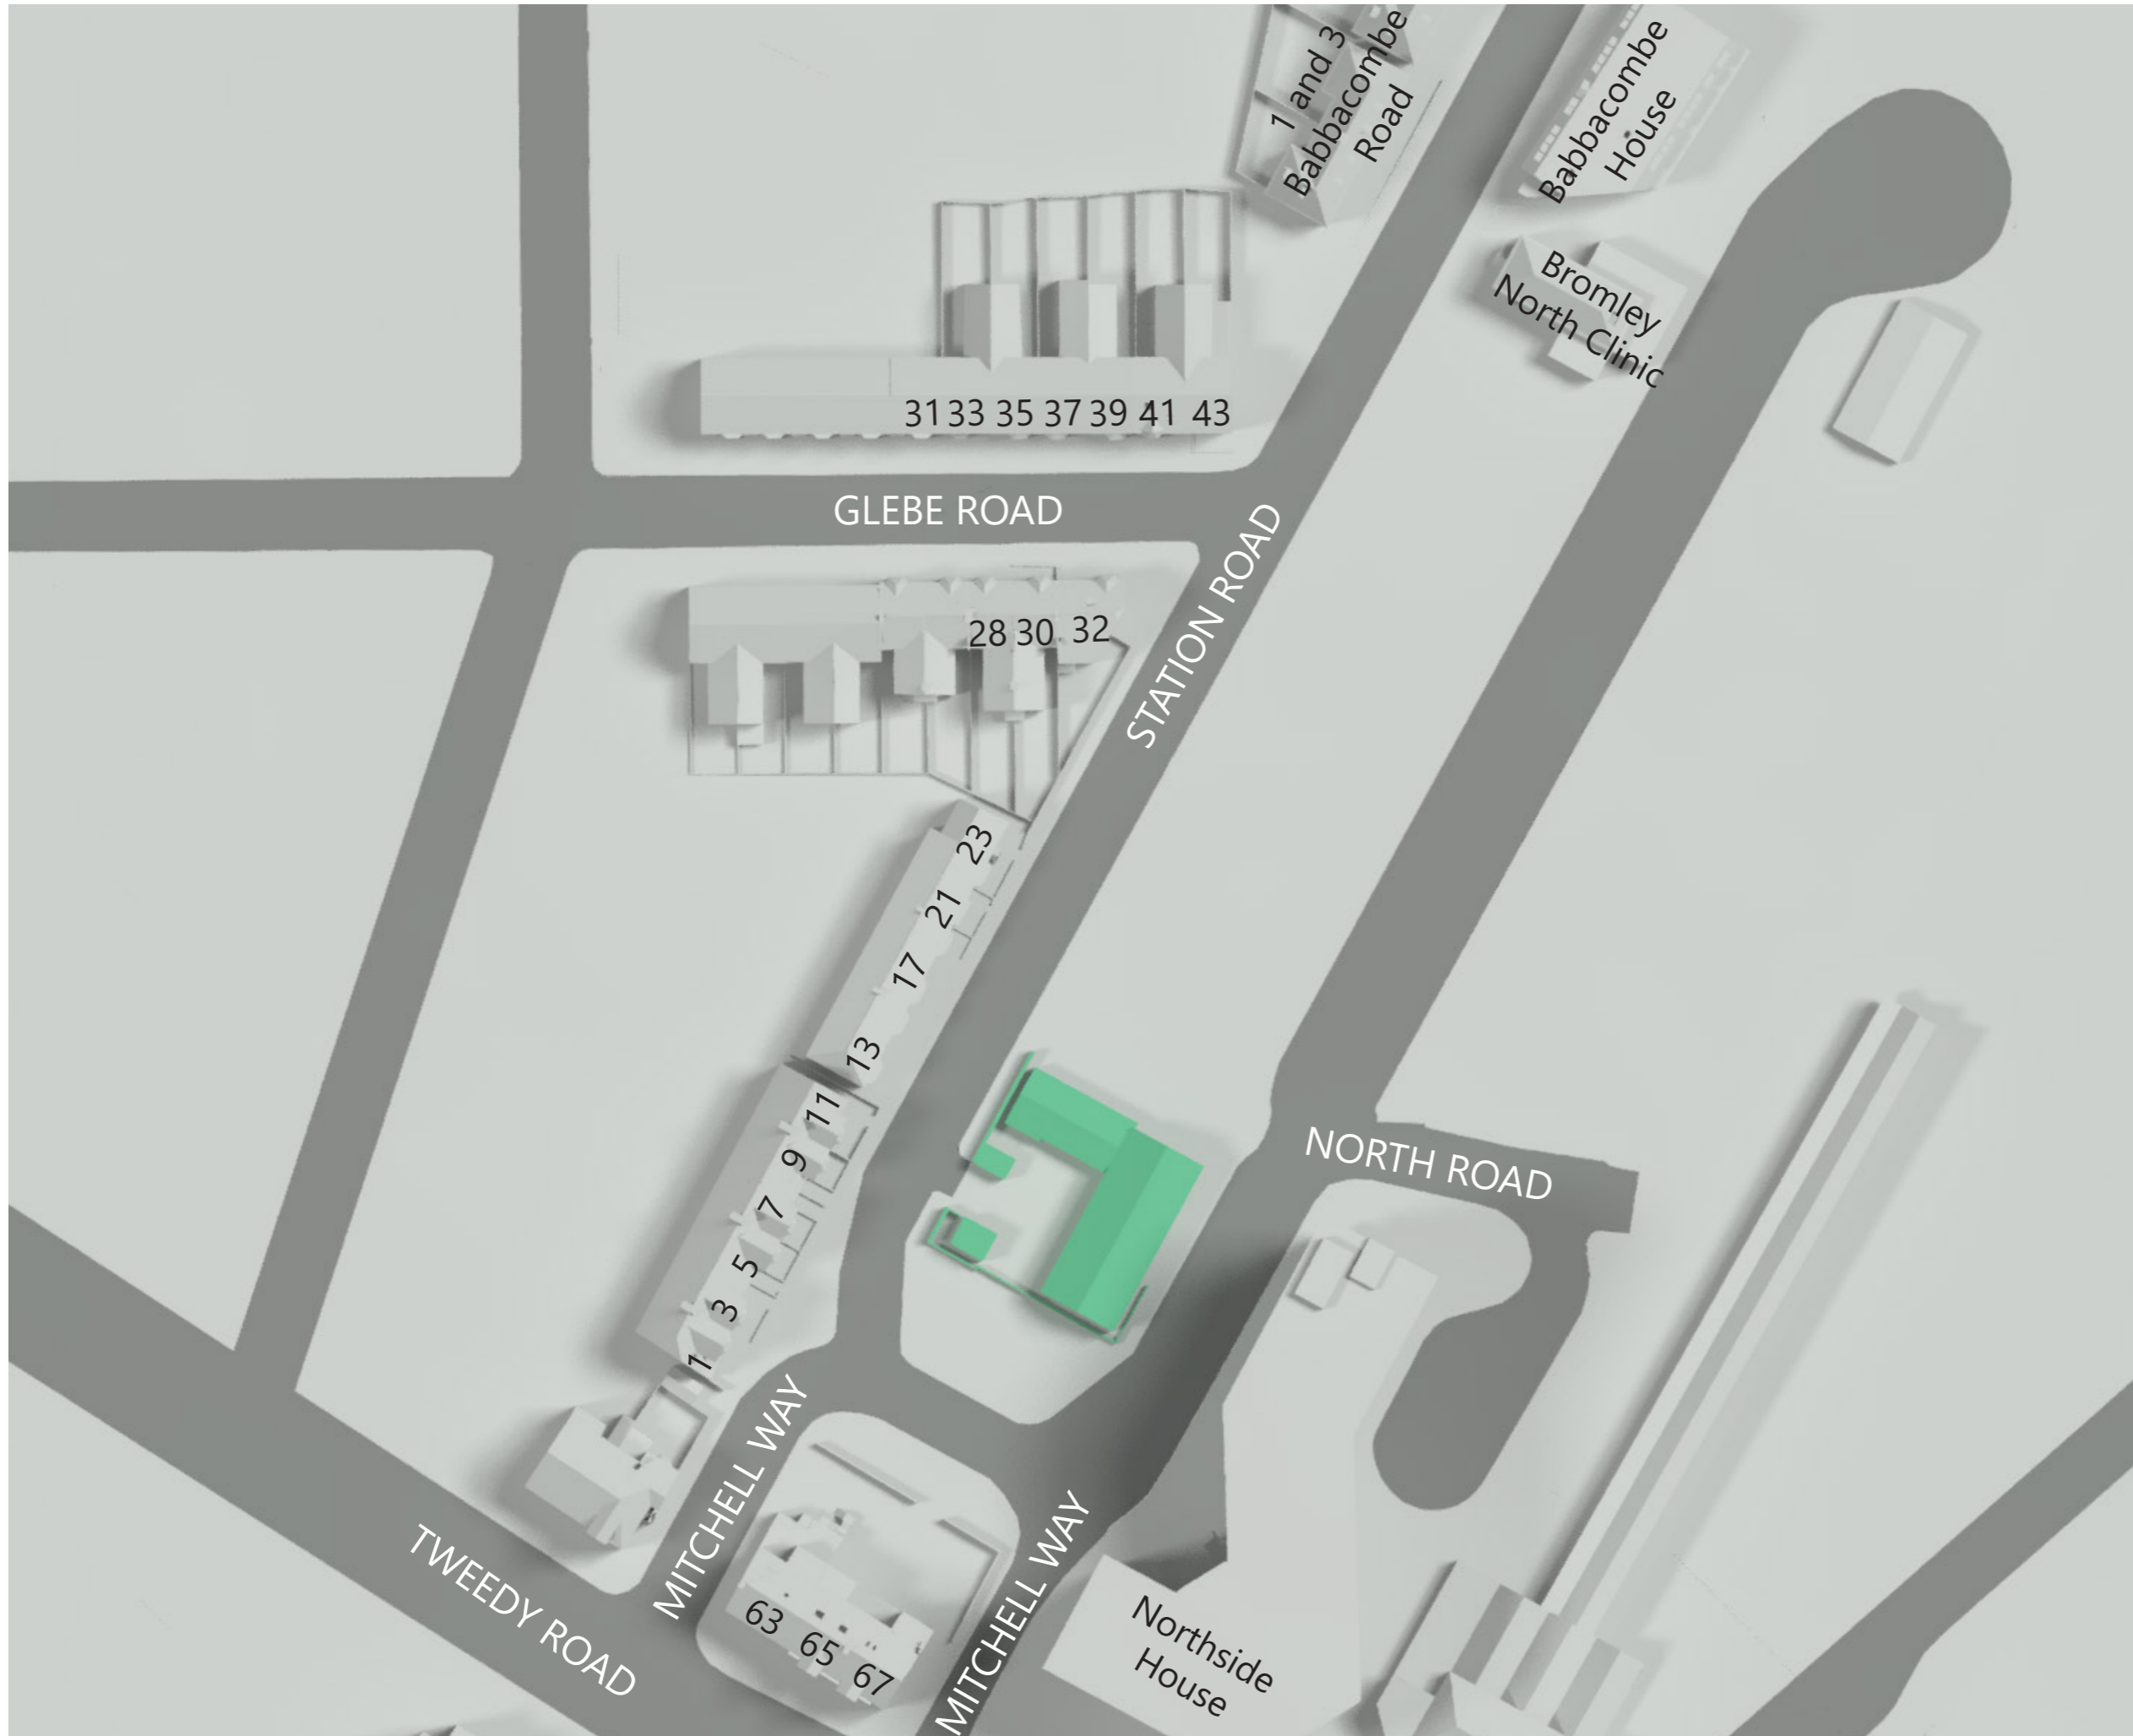 1 and 3
Babbacombe
Road
Babbacombe
House
Bromley
North Clinic
31 33 35 37 39 41 43
GLEBE ROAD
STATION ROAD
28 30 32
23
21
17
13
11
9
7
5
3
1
NORTH ROAD
MITCHELL WAY
MITCHELL WAY
TWEEDY ROAD
63
65
67
Northside
House